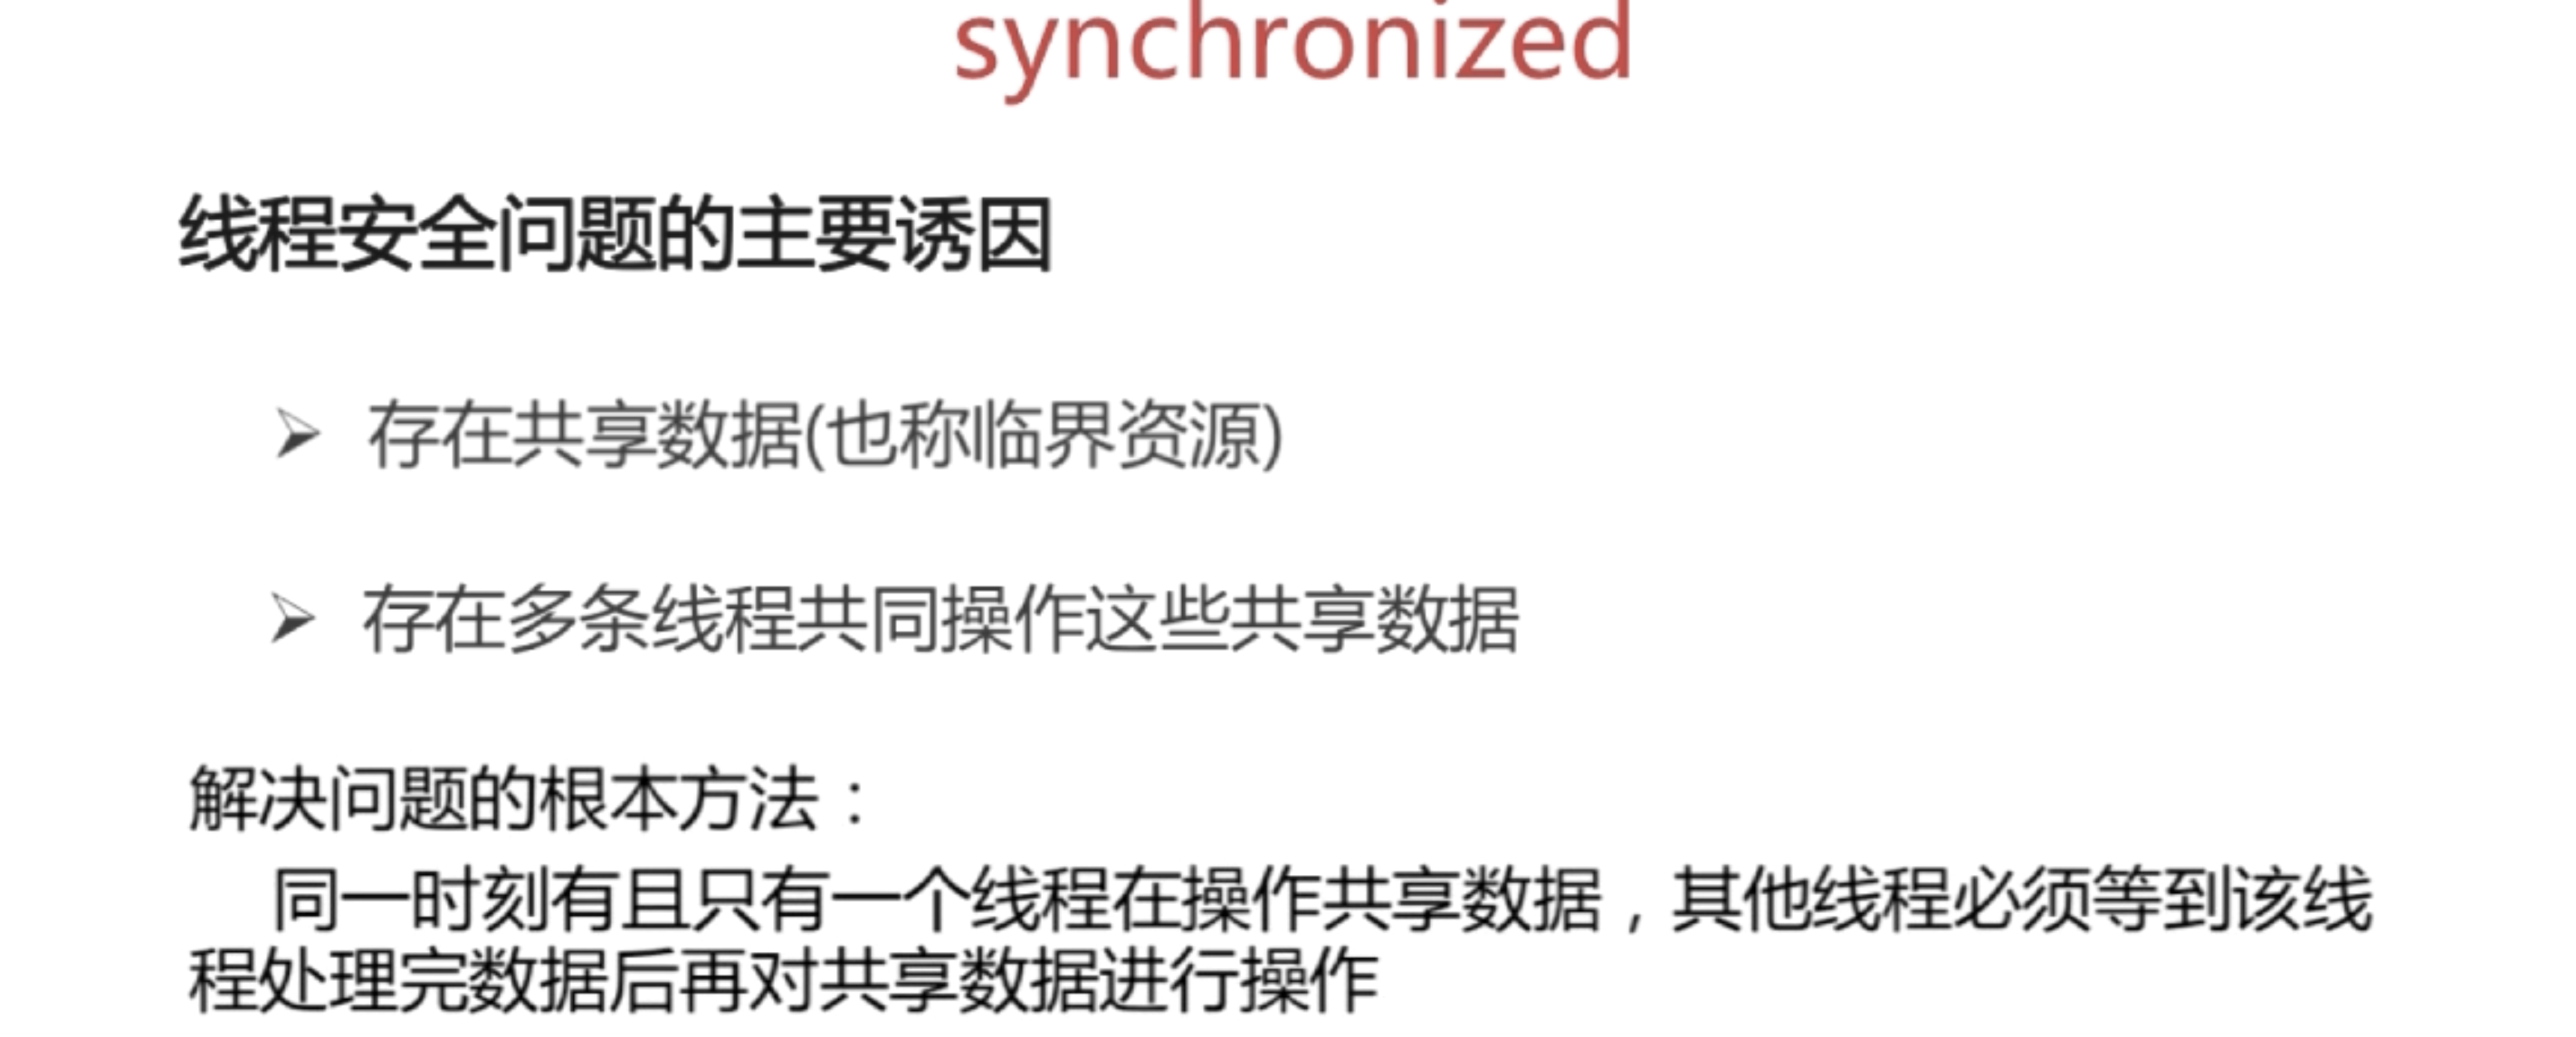 synchronized
线程安全问题的主要诱因
存在共享数据(也称临界资源)
存在多条线程共同操作这些共享数据
解决问题的根本方法：
同一时刻有且只有一个线程在操作共享数据，其他线程必须等到该线
程处理完数据后再对共享数据进行操作